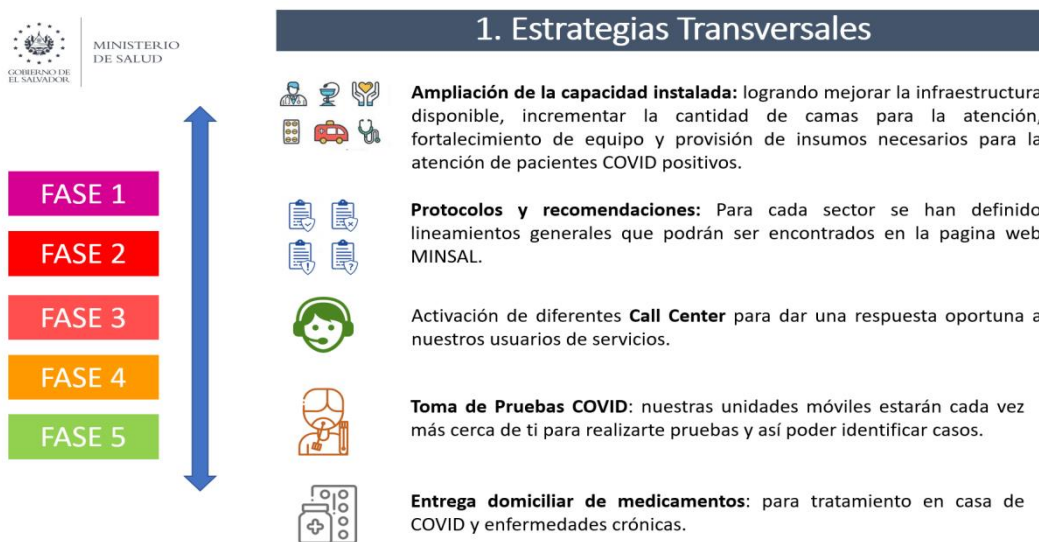 GOBIERNO DE
EL SALVADOR
MINISTERIO
DE SALUD
1. Estrategias Transversales
FASE 1
FASE 2
FASE 3
FASE 4
FASE 5
Ampliación de la capacidad instalada: logrando mejorar la infraestructura
disponible, incrementar la cantidad de camas para la atención,
fortalecimiento de equipo y provisión de insumos necesarios para la
atención de pacientes COVID positivos.
Protocolos y recomendaciones: Para cada sector se han definido
lineamientos generales que podrán ser encontrados en la pagina web
MINSAL.
Activación de diferentes Call Center para dar una respuesta oportuna a
nuestros usuarios de servicios.
Toma de Pruebas COVID: nuestras unidades móviles estarán cada vez
más cerca de ti para realizarte pruebas y así poder identificar casos.
Entrega domiciliar de medicamentos: para tratamiento en casa de
COVID y enfermedades crónicas.